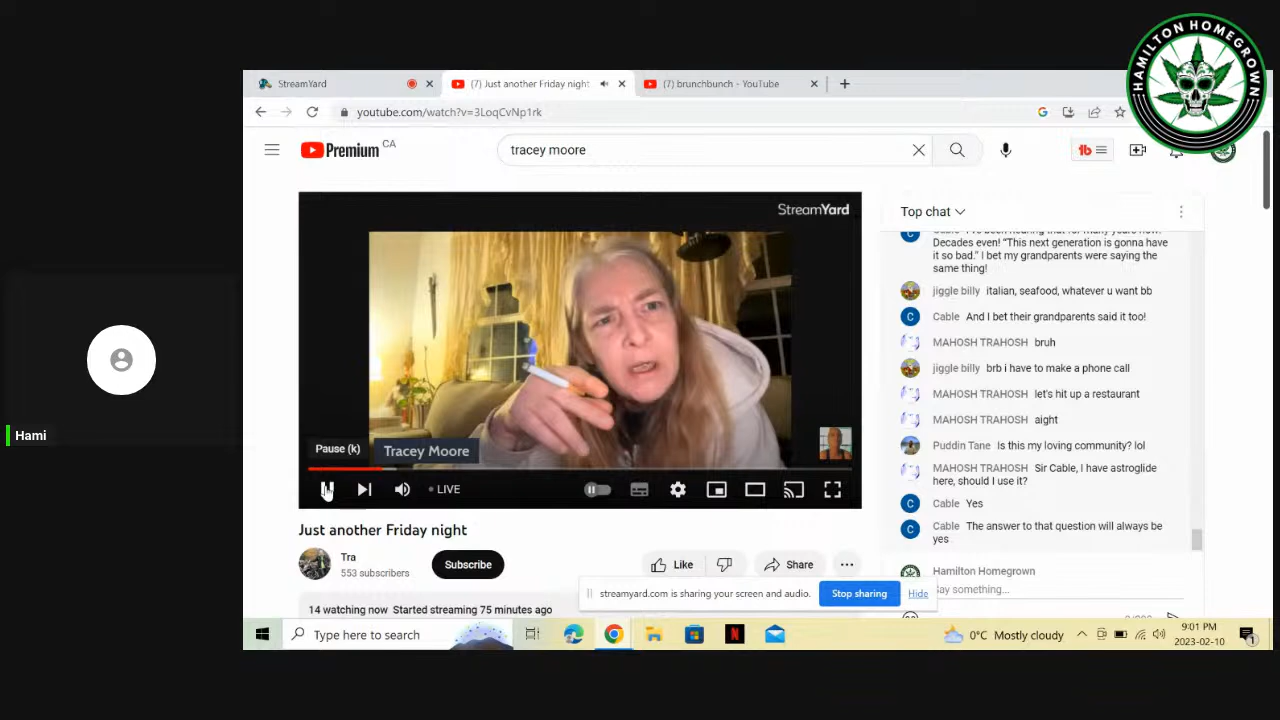 HAMILTON HOMEGROWN
StreamYard
(7) Just another Friday night
(7) brunchbunch - YouTube
youtube.com/watch?v=3LoqCvNp1rk
Premium CA
tracey moore
StreamYard
Pause (k)
Tracey Moore
LIVE
Just another Friday night
Tra
553 subscribers
Subscribe
Like
Share
14 watching now Started streaming 75 minutes ago
Top chat
Decades even! "This next generation is gonna have
it so bad." I bet my grandparents were saying the
same thing!
jiggle billy italian, seafood, whatever u want bb
Cable And I bet their grandparents said it too!
MAHOSH TRAHOSH bruh
jiggle billy brb i have to make a phone call
MAHOSH TRAHOSH let's hit up a restaurant
MAHOSH TRAHOSH aight
Puddin Tane Is this my loving community? lol
MAHOSH TRAHOSH Sir Cable, I have astroglide
here, should I use it?
Cable Yes
Cable The answer to that question will always be
yes
Hamilton Homegrown
Say something...
streamyard.com is sharing your screen and audio.
Stop sharing
Hide
Hami
Type here to search
0°C Mostly cloudy
9:01 PM
2023-02-10